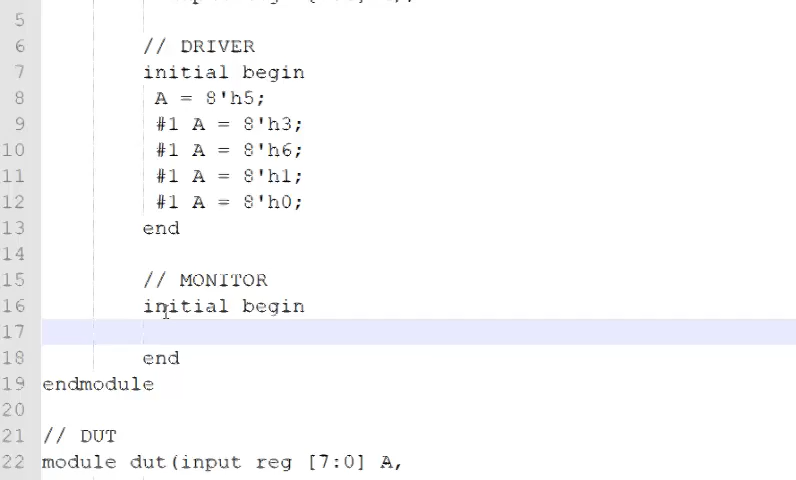 5
6 // DRIVER
7 initial begin
8 A = 8'h5;
9 #1 A = 8'h3;
10 #1 A = 8'h6;
11 #1 A = 8'h1;
12 #1 A = 8'h0;
13 end
14
15 // MONITOR
16 initial begin
17
18 end
19 endmodule
20
21 // DUT
22 module dut(input reg [7:0] A,